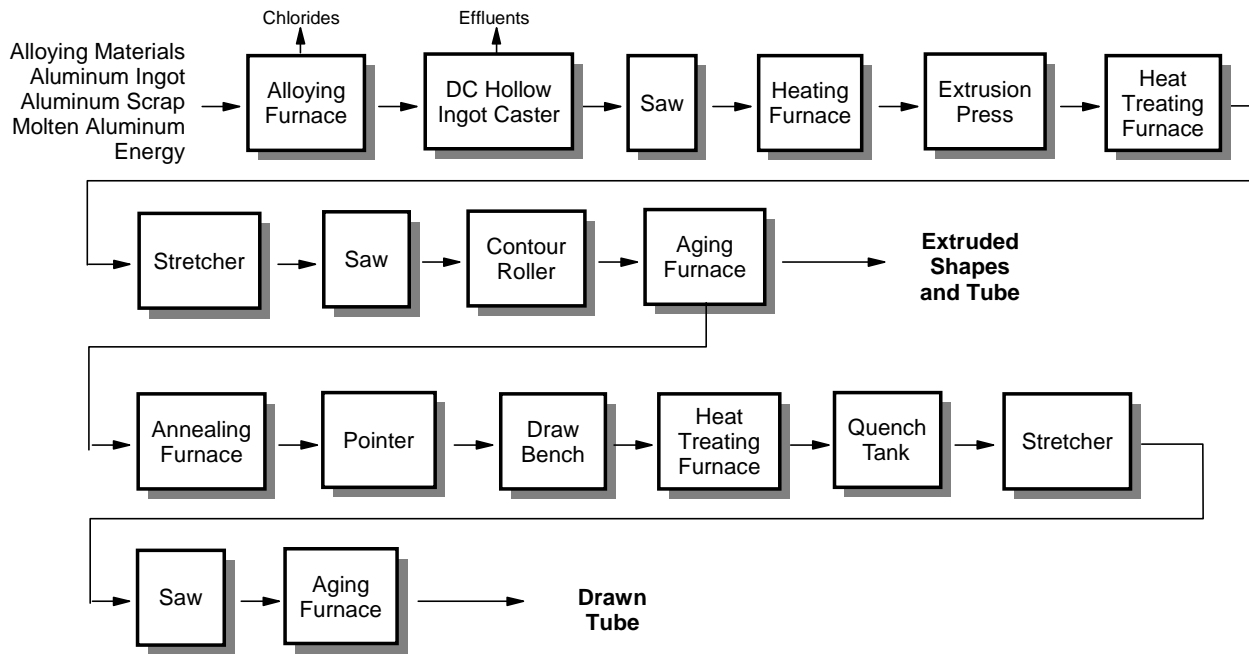 Chlorides
Effluents
Alloying Materials
Aluminum Ingot
Aluminum Scrap
Molten Aluminum
Energy
Alloying
Furnace
DC Hollow
Ingot Caster
Saw
Heating
Furnace
Extrusion
Press
Heat
Treating
Furnace
Stretcher
Saw
Contour
Roller
Aging
Furnace
Extruded
Shapes
and Tube
Annealing
Furnace
Pointer
Draw
Bench
Heat
Treating
Furnace
Quench
Tank
Stretcher
Saw
Aging
Furnace
Drawn
Tube